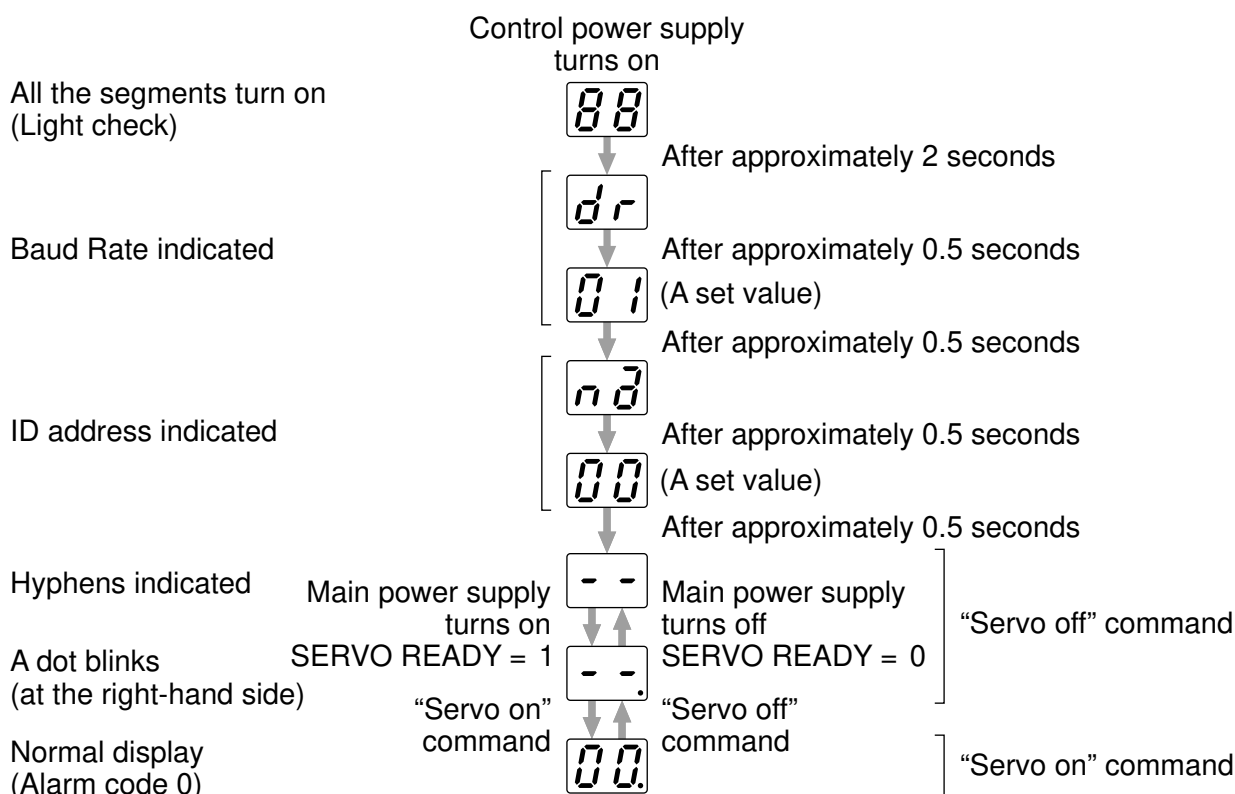 Control power supply
turns on
All the segments turn on
(Light check)
88
After approximately 2 seconds
dr
Baud Rate indicated
After approximately 0.5 seconds
01
(A set value)
After approximately 0.5 seconds
nd
ID address indicated
After approximately 0.5 seconds
00
(A set value)
After approximately 0.5 seconds
Hyphens indicated
- -
Main power supply
turns on
SERVO READY = 1
Main power supply
turns off
SERVO READY = 0
“Servo off” command
A dot blinks
(at the right-hand side)
- -.
“Servo on”
command
“Servo off”
command
Normal display
(Alarm code 0)
00.
“Servo on” command